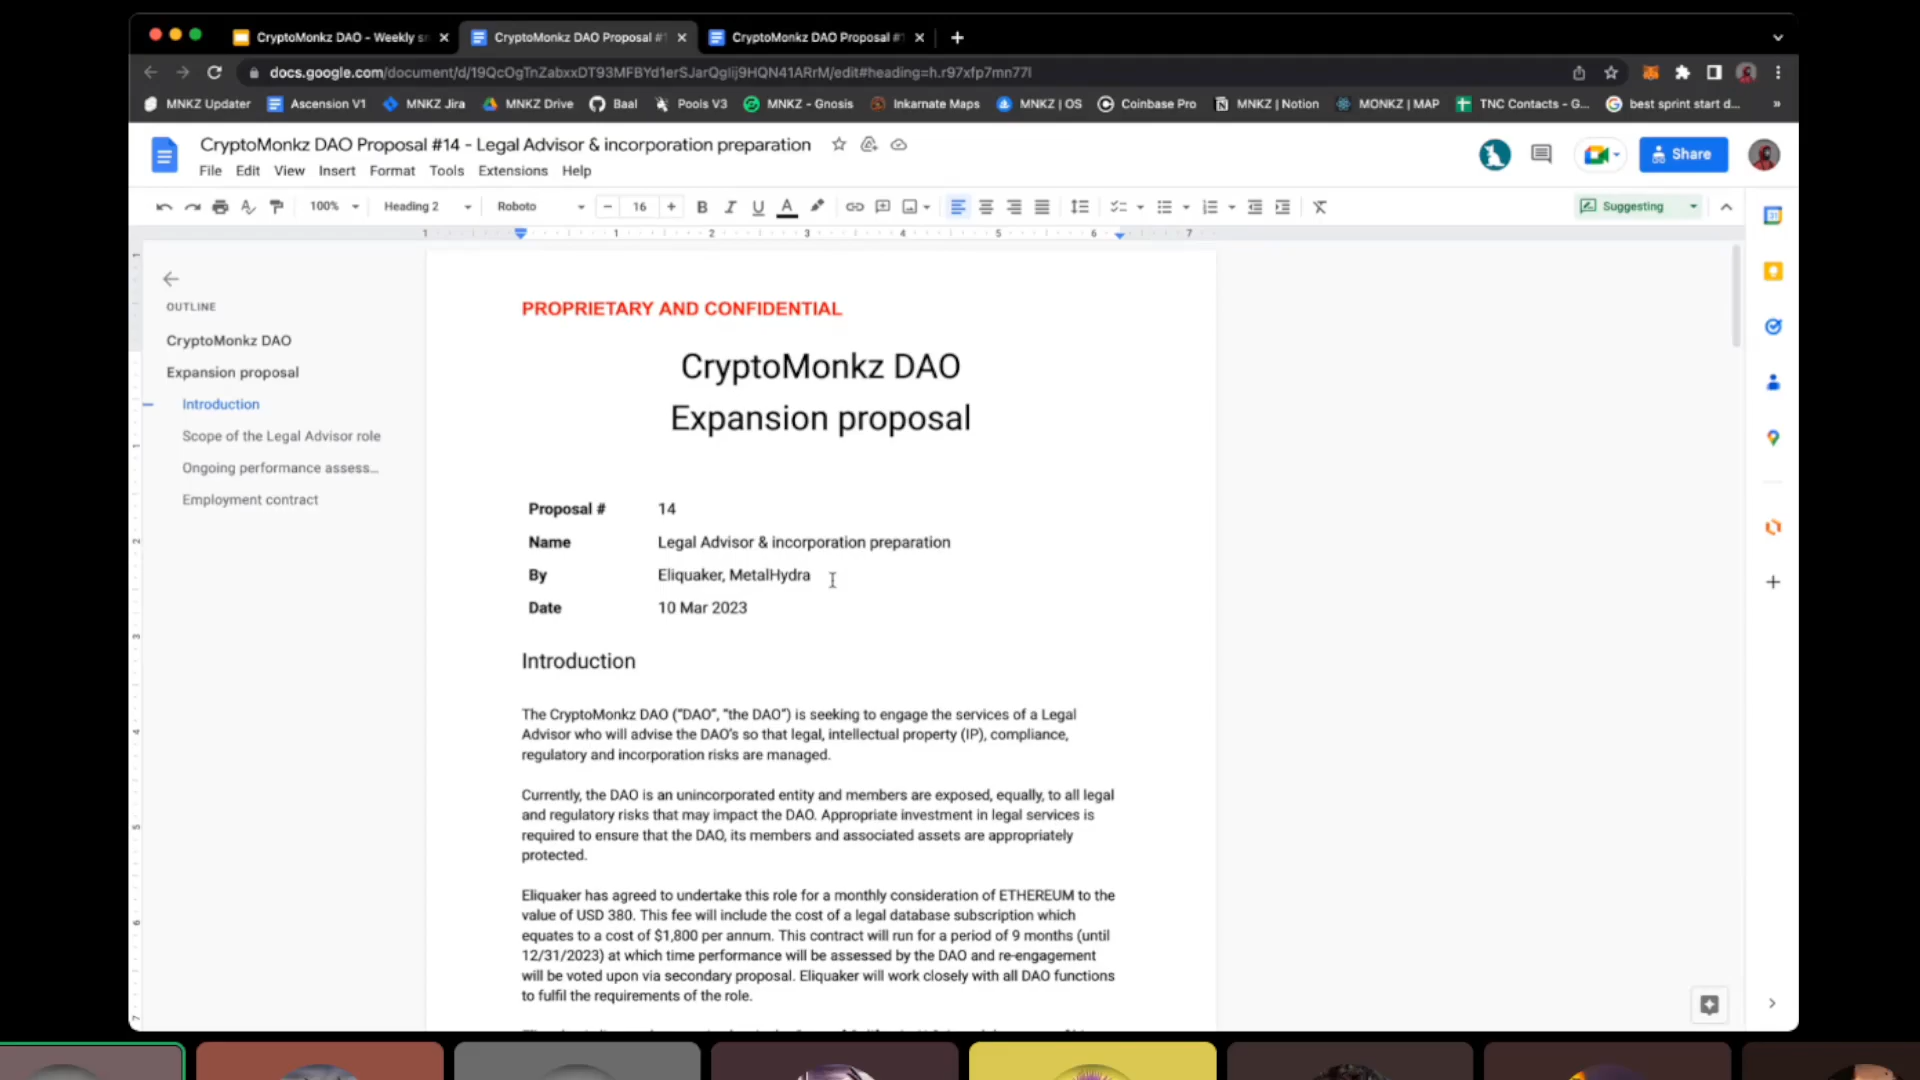 CryptoMonkz DAO - Weekly
CryptoMonkz DAO Proposal #
CryptoMonkz DAO Proposal #
docs.google.com/document/d/19QcOgTnZabxxDT93MFBYd1erSJarQgIij9HQN41ARrM/edit#heading=h.r97xfp7mn77l
MNKZ Updater
Ascension V1
MNKZ Jira
MNKZ Drive
Baal
Pools V3
MNKZ - Gnosis
Inkarnate Maps
MNKZ | OS
Coinbase Pro
MNKZ | Notion
MONKZ | MAP
TNC Contacts - G...
best sprint start d...
CryptoMonkz DAO Proposal #14 - Legal Advisor & incorporation preparation
File Edit View Insert Format Tools Extensions Help
Share
100% Heading 2 Roboto 16 B I U A Suggesting
1 1 2 3 4 5 6 7
OUTLINE
CryptoMonkz DAO
Expansion proposal
Introduction
Scope of the Legal Advisor role
Ongoing performance assess...
Employment contract
PROPRIETARY AND CONFIDENTIAL
CryptoMonkz DAO
Expansion proposal
Proposal # 14
Name Legal Advisor & incorporation preparation
By Eliquaker, MetalHydra
Date 10 Mar 2023
Introduction
The CryptoMonkz DAO (“DAO”, “the DAO”) is seeking to engage the services of a Legal
Advisor who will advise the DAO's so that legal, intellectual property (IP), compliance,
regulatory and incorporation risks are managed.
Currently, the DAO is an unincorporated entity and members are exposed, equally, to all legal
and regulatory risks that may impact the DAO. Appropriate investment in legal services is
required to ensure that the DAO, its members and associated assets are appropriately
protected.
Eliquaker has agreed to undertake this role for a monthly consideration of ETHEREUM to the
value of USD 380. This fee will include the cost of a legal database subscription which
equates to a cost of $1,800 per annum. This contract will run for a period of 9 months (until
12/31/2023) at which time performance will be assessed by the DAO and re-engagement
will be voted upon via secondary proposal. Eliquaker will work closely with all DAO functions
to fulfil the requirements of the role.